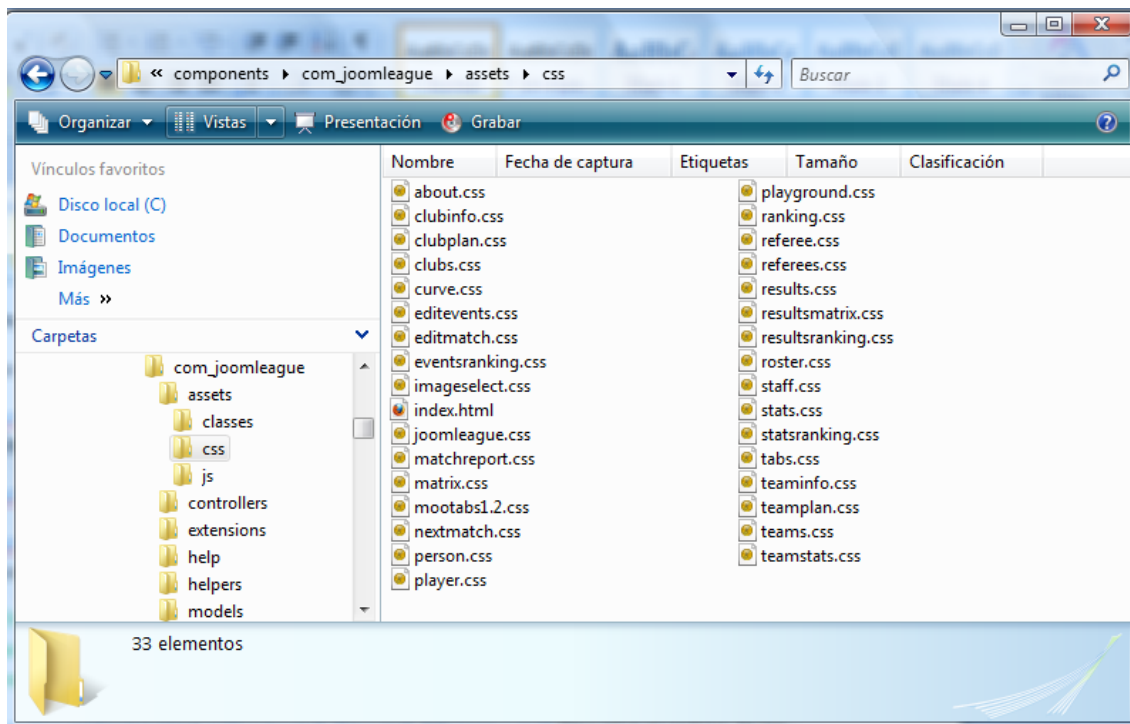 « components ▸ com_joomleague ▸ assets ▸ css
Buscar
Organizar Vistas Presentación Grabar
Vínculos favoritos
Disco local (C)
Documentos
Imágenes
Más »
Carpetas
com_joomleague
assets
classes
css
js
controllers
extensions
help
helpers
models
Nombre Fecha de captura Etiquetas Tamaño Clasificación
about.css
clubinfo.css
clubplan.css
clubs.css
curve.css
editevents.css
editmatch.css
eventsranking.css
imageselect.css
index.html
joomleague.css
matchreport.css
matrix.css
mootabs1.2.css
nextmatch.css
person.css
player.css
playground.css
ranking.css
referee.css
referees.css
results.css
resultsmatrix.css
resultsranking.css
roster.css
staff.css
stats.css
statsranking.css
tabs.css
teaminfo.css
teamplan.css
teams.css
teamstats.css
33 elementos